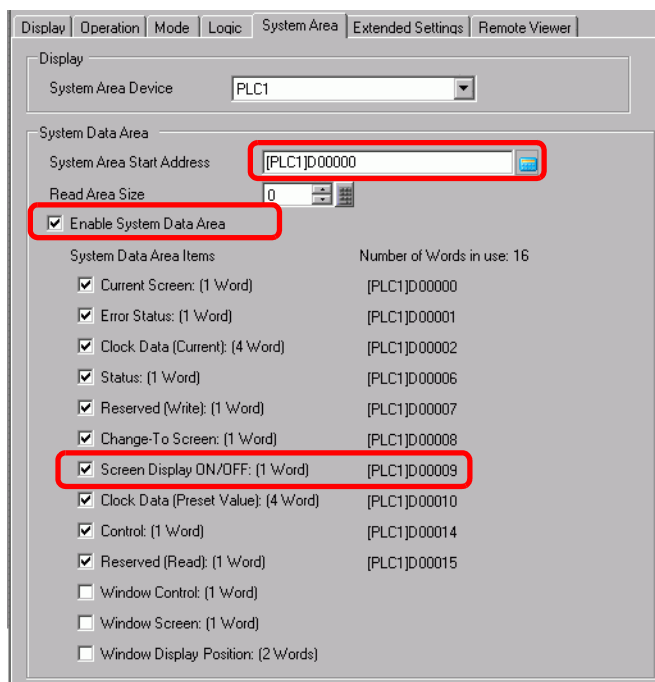 Display Operation Mode Logic System Area Extended Settings Remote Viewer
Display
System Area Device PLC1
System Data Area
System Area Start Address [PLC1]D00000
Read Area Size 0
Enable System Data Area
System Data Area Items Number of Words in use: 16
Current Screen: (1 Word) [PLC1]D00000
Error Status: (1 Word) [PLC1]D00001
Clock Data (Current): (4 Word) [PLC1]D00002
Status: (1 Word) [PLC1]D00006
Reserved (Write): (1 Word) [PLC1]D00007
Change-To Screen: (1 Word) [PLC1]D00008
Screen Display ON/OFF: (1 Word) [PLC1]D00009
Clock Data (Preset Value): (4 Word) [PLC1]D00010
Control: (1 Word) [PLC1]D00014
Reserved (Read): (1 Word) [PLC1]D00015
Window Control: (1 Word)
Window Screen: (1 Word)
Window Display Position: (2 Words)